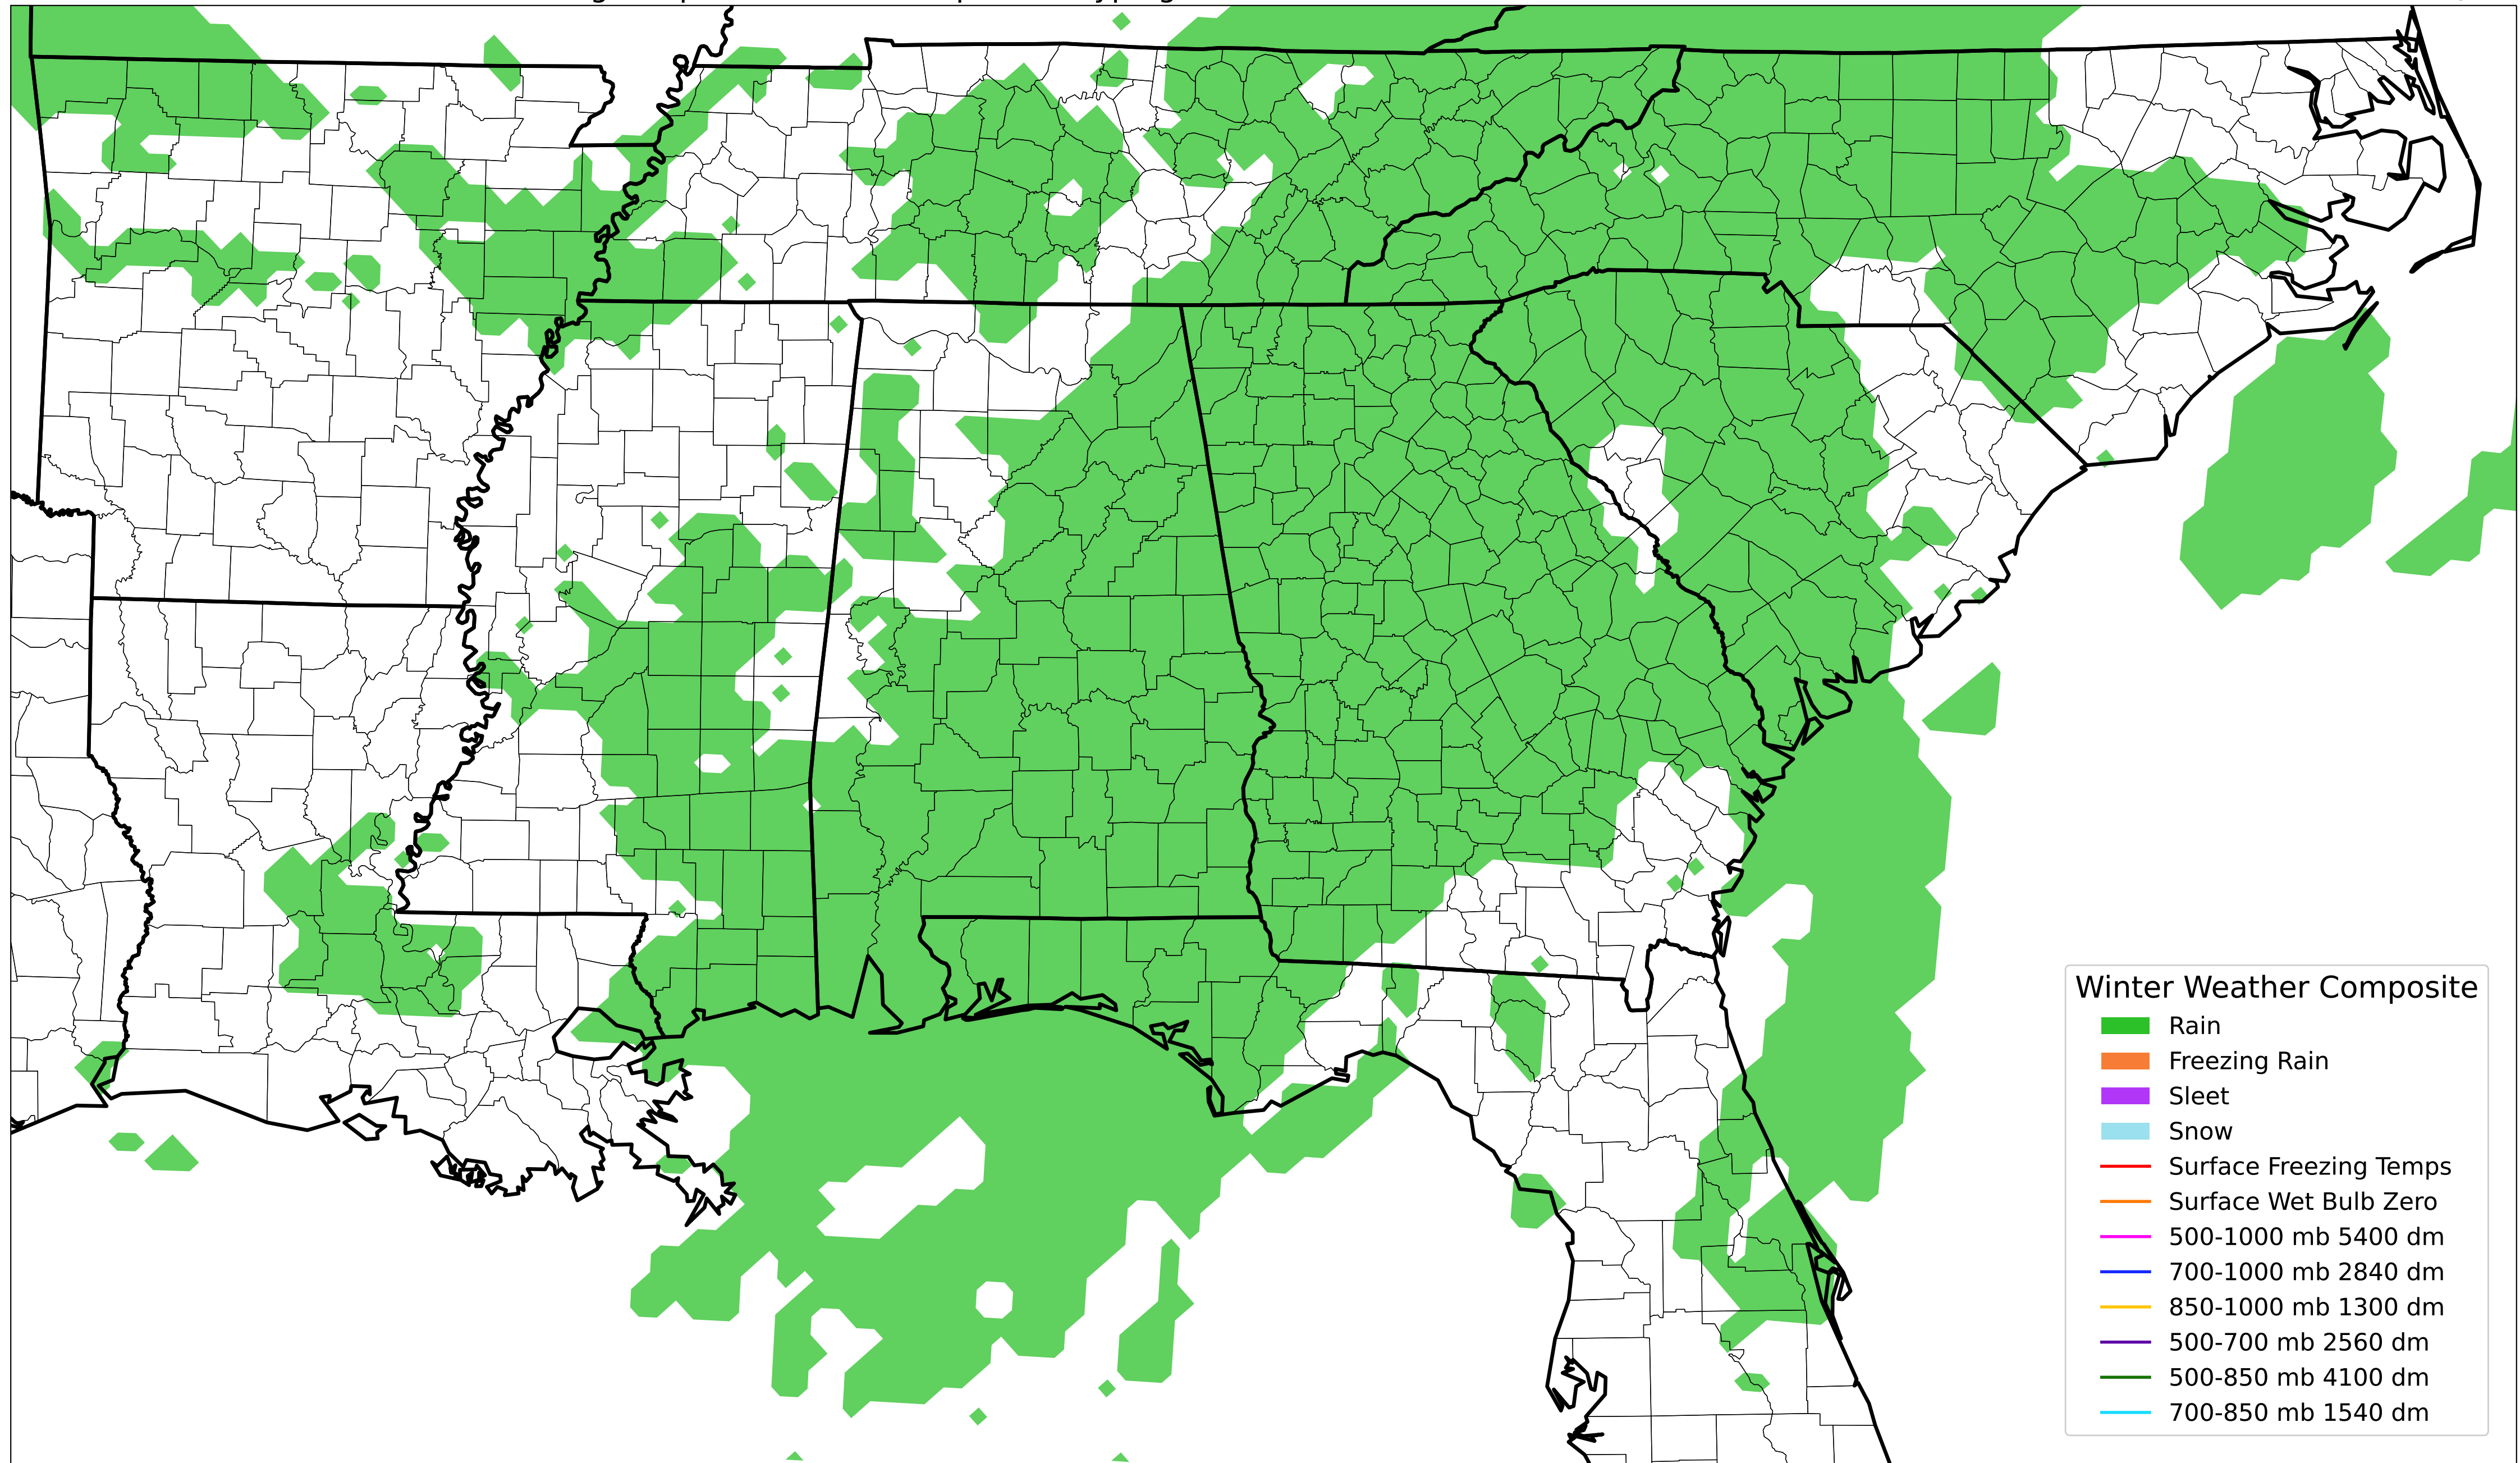 Winter Weather Composite
Rain
Freezing Rain
Sleet
Snow
Surface Freezing Temps
Surface Wet Bulb Zero
500-1000 mb 5400 dm
700-1000 mb 2840 dm
850-1000 mb 1300 dm
500-700 mb 2560 dm
500-850 mb 4100 dm
700-850 mb 1540 dm